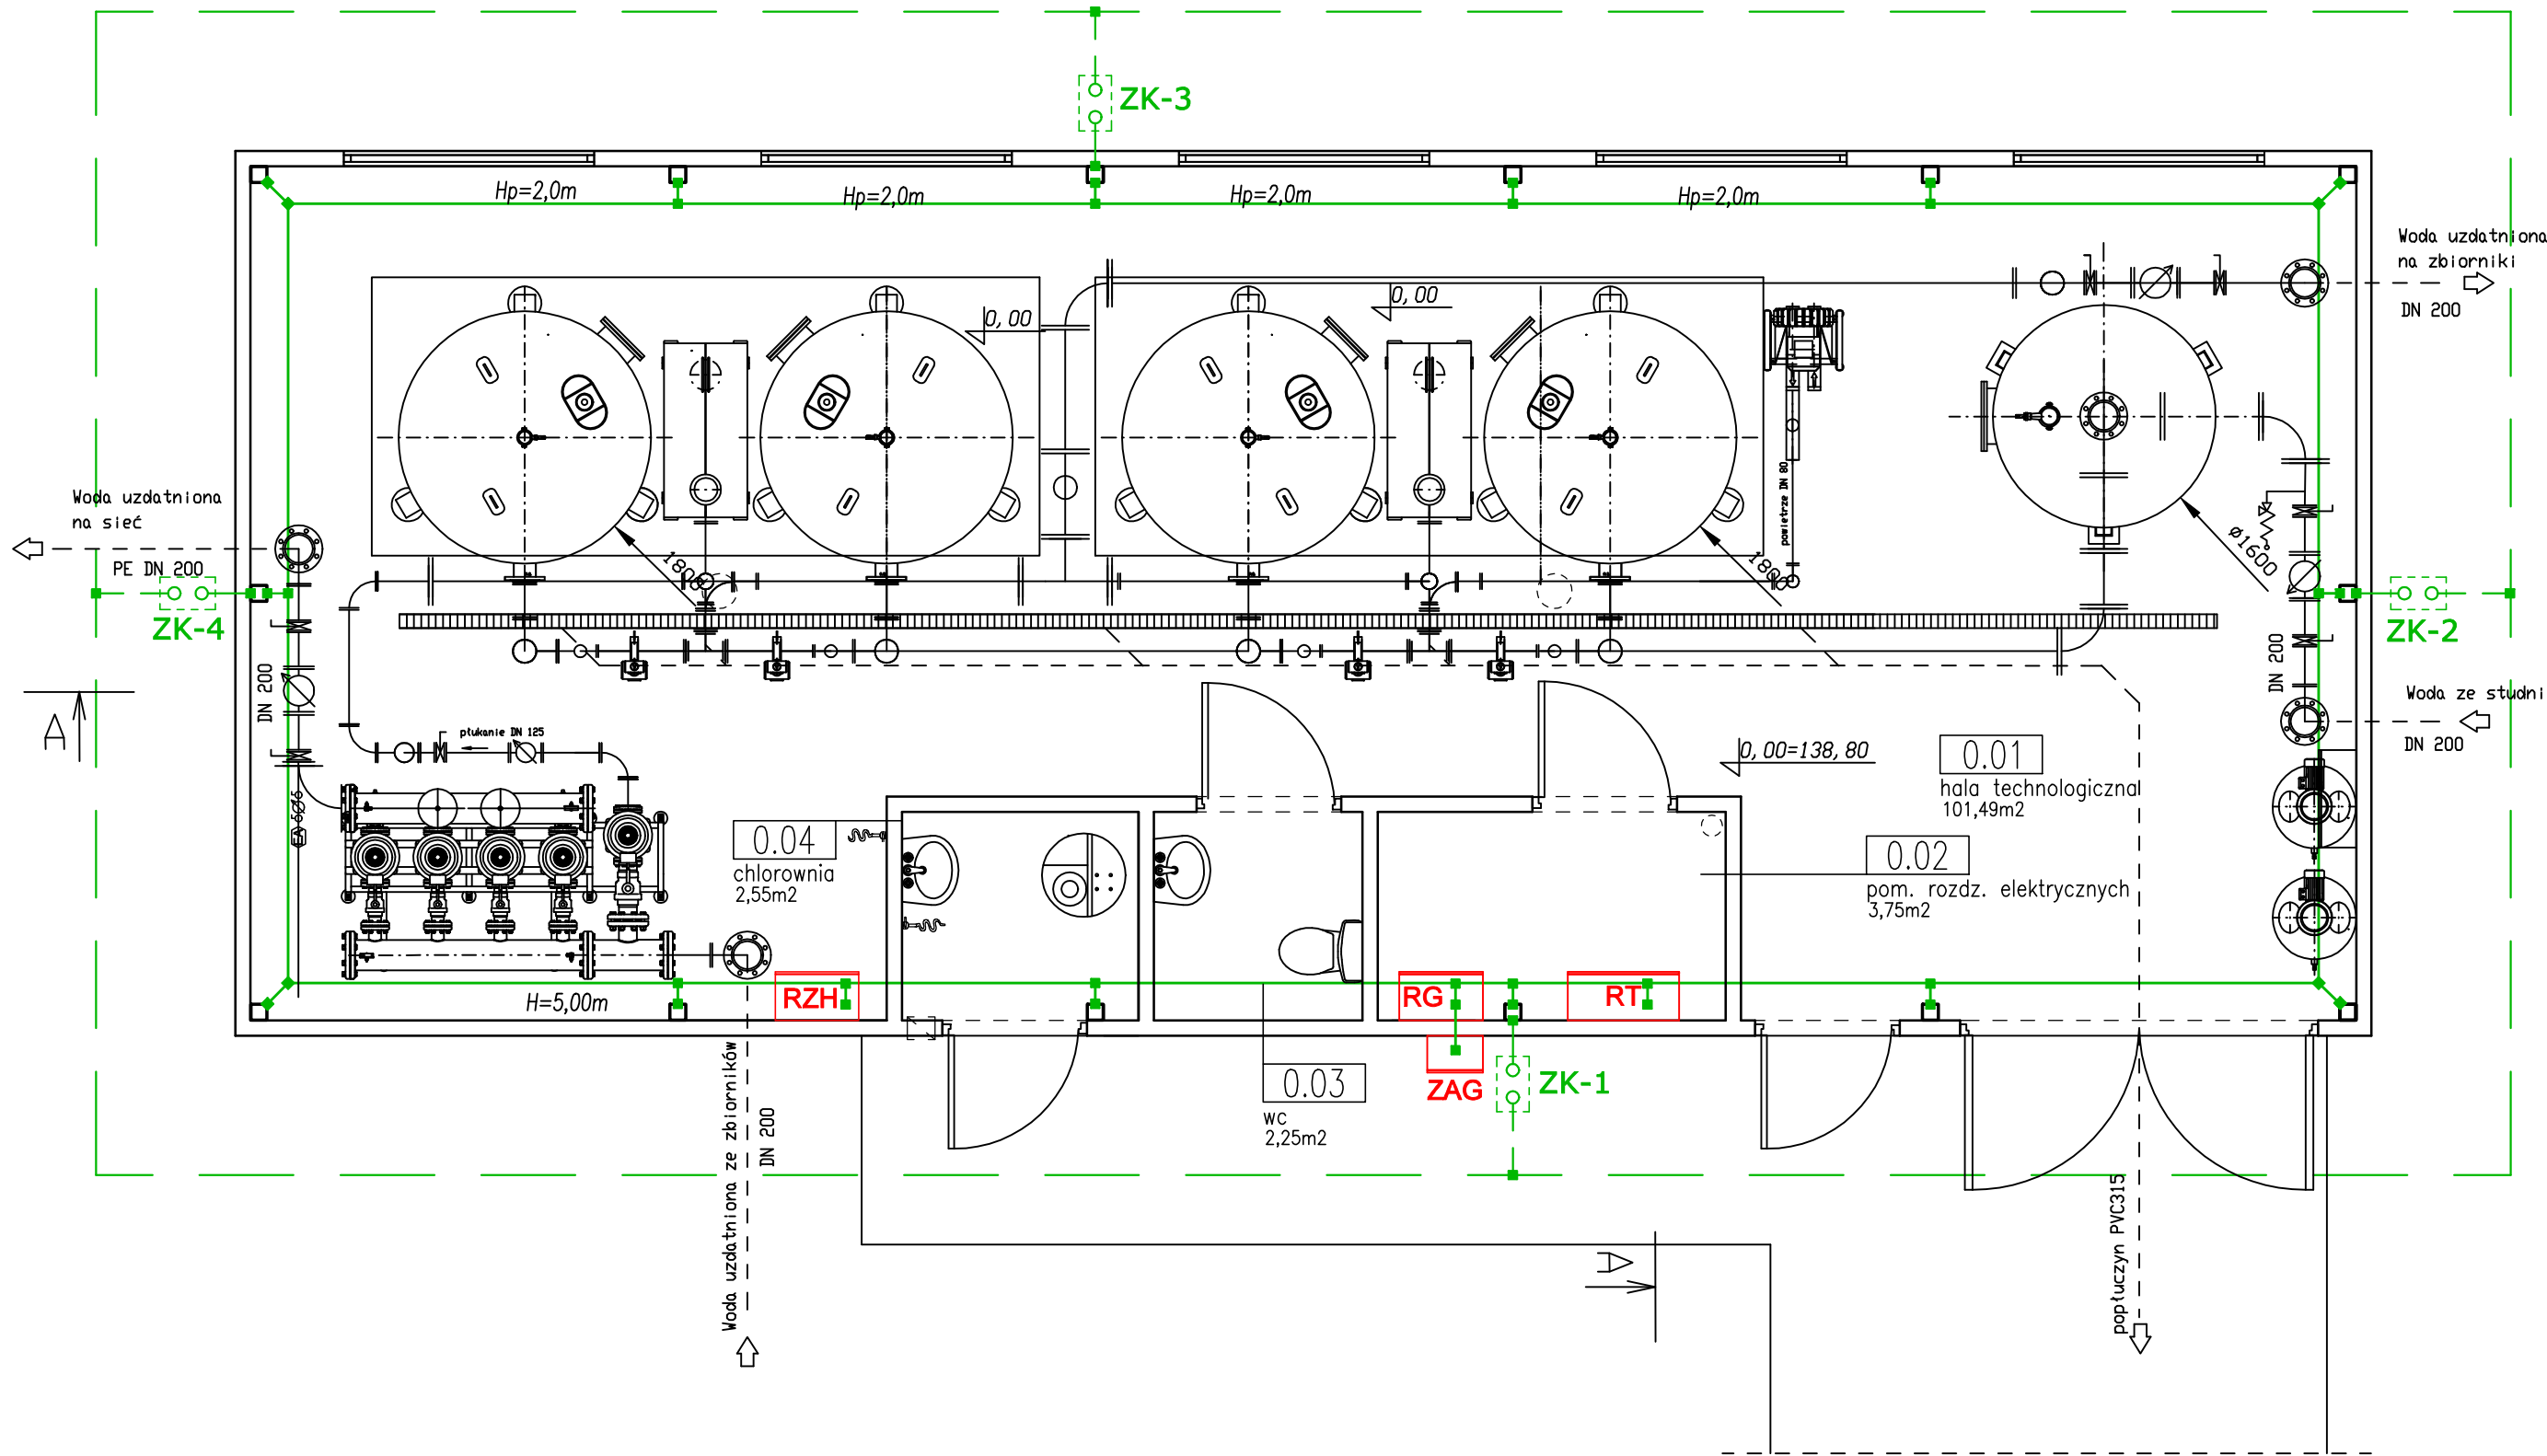 ZK-3
Hp=2,0m
Hp=2,0m
Hp=2,0m
Hp=2,0m
Woda uzdatniona
na zbiorniki
DN 200
0,00
0,00
powietrze DN 80
Woda uzdatniona
na sieć
PE DN 200
ZK-4
1800
1800
ø1600
ZK-2
DN 200
DN 200
Woda ze studni
DN 200
A
płukanie DN 125
0,00=138,80
0.01
hala technologiczna
101,49m2
0.04
chlorownia
2,55m2
0.02
pom. rozdz. elektrycznych
3,75m2
H=5,00m
RZH
RG
RT
ZAG
ZK-1
0.03
WC
2,25m2
Woda uzdatniona ze zbiorników
DN 200
A
popłuczyn PVC315